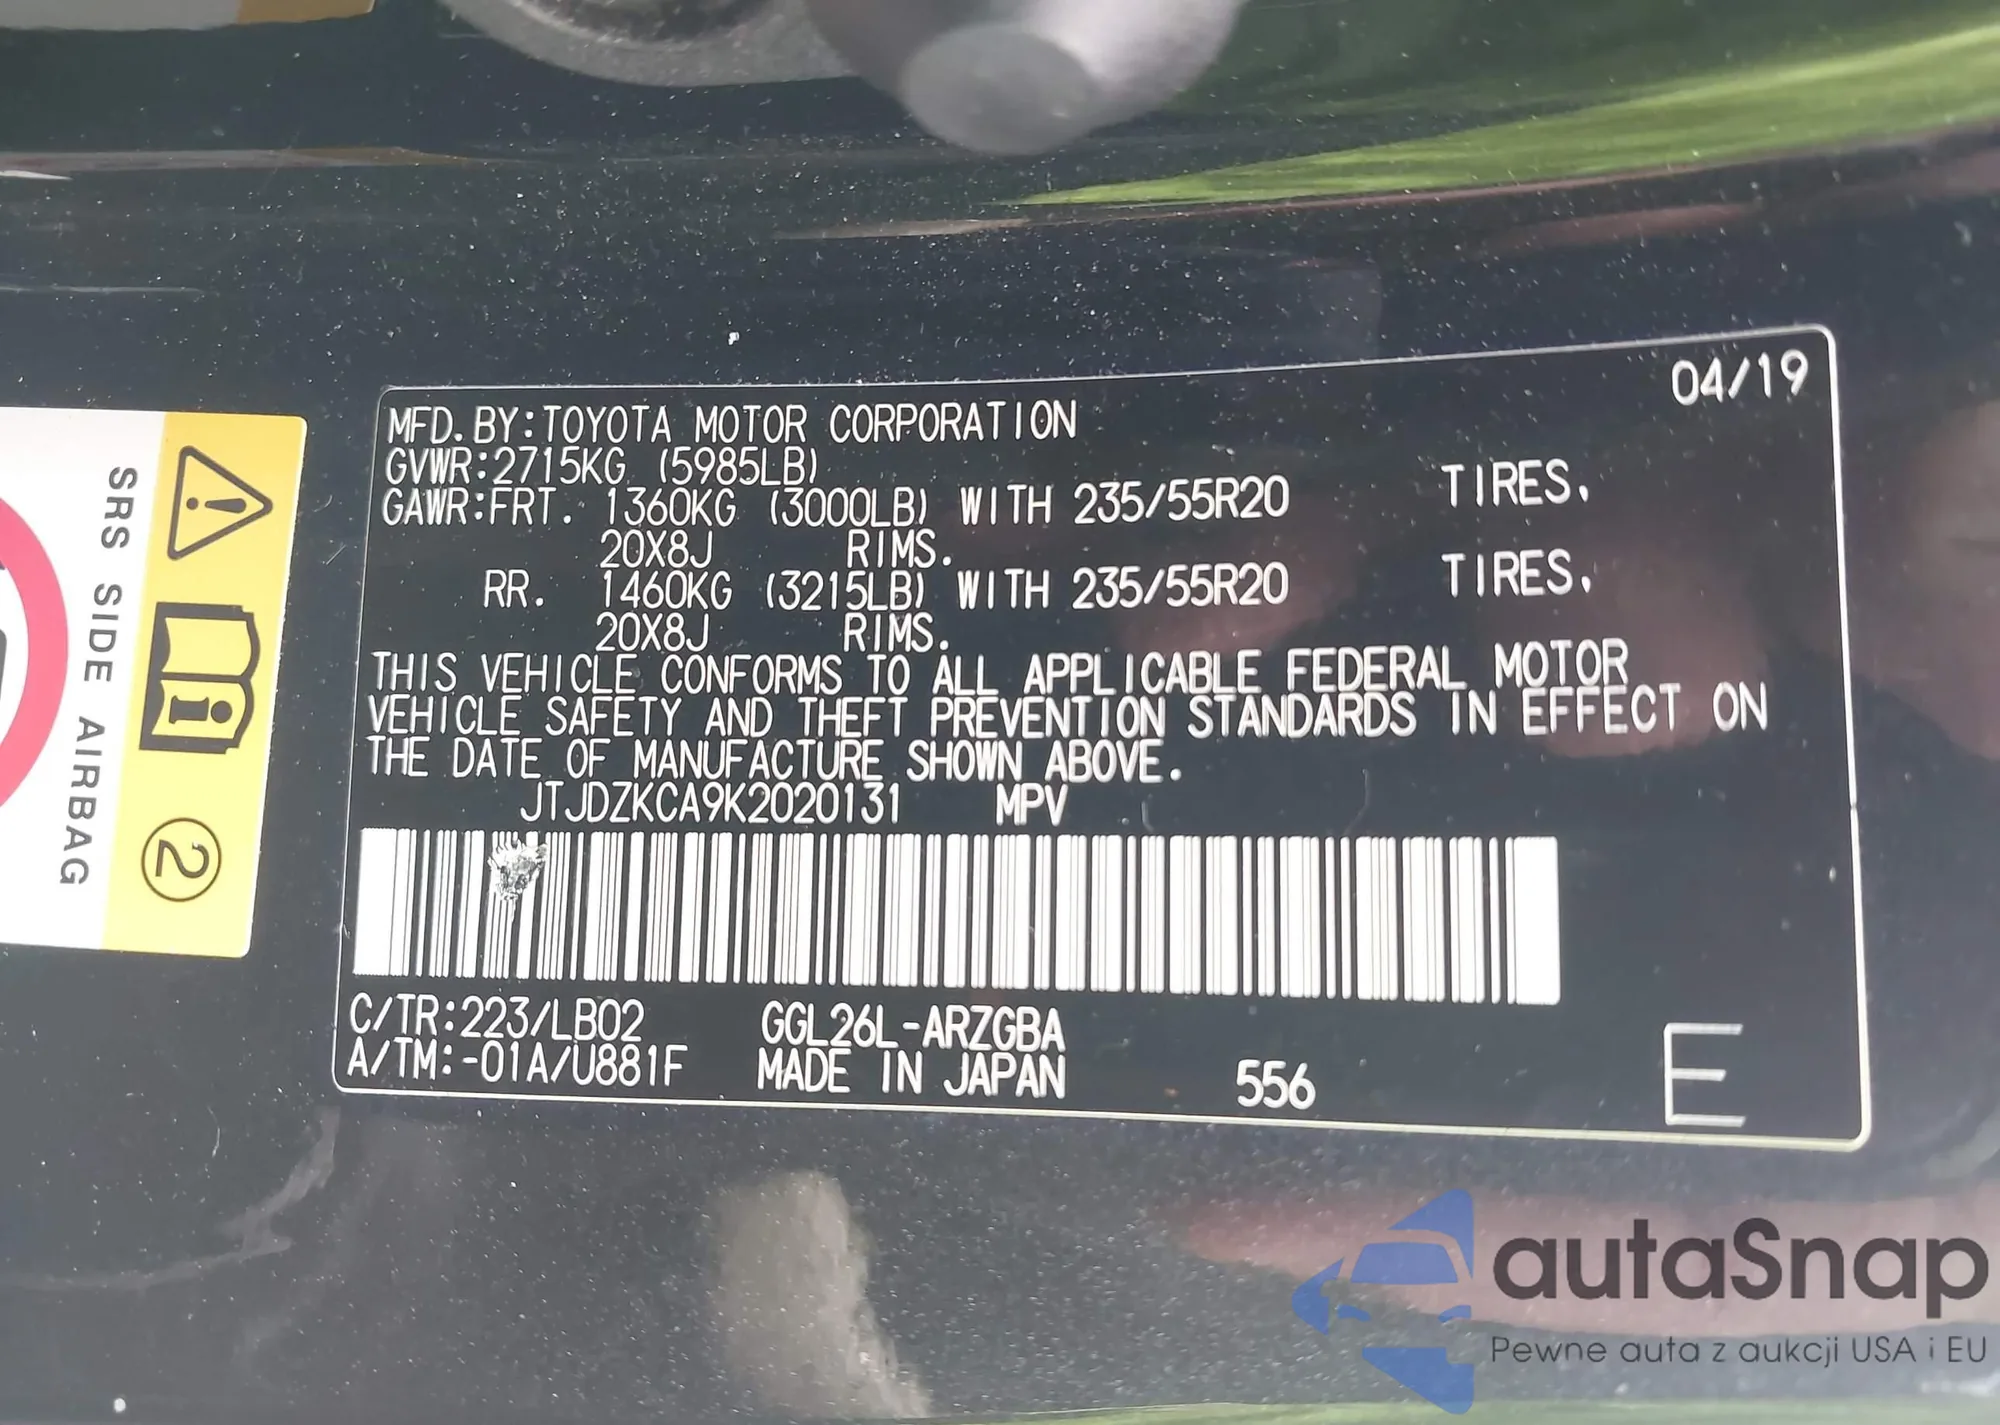 04/19
MFD. BY: TOYOTA MOTOR CORPORATION
GVWR:2715KG (5985LB)
GAWR:FRT. 1360KG (3000LB) WITH 235/55R20 TIRES,
20X8J RIMS.
RR. 1460KG (3215LB) WITH 235/55R20 TIRES,
20X8J RIMS.
THIS VEHICLE CONFORMS TO ALL APPLICABLE FEDERAL MOTOR
VEHICLE SAFETY AND THEFT PREVENTION STANDARDS IN EFFECT ON
THE DATE OF MANUFACTURE SHOWN ABOVE.
JTJDZKCA9K2020131 MPV
C/TR:223/LB02 GGL26L-ARZGBA
A/TM:-01A/U881F MADE IN JAPAN 556 E
SRS SIDE AIRBAG
2
autaSnap
Pewne auta z aukcji USA i EU